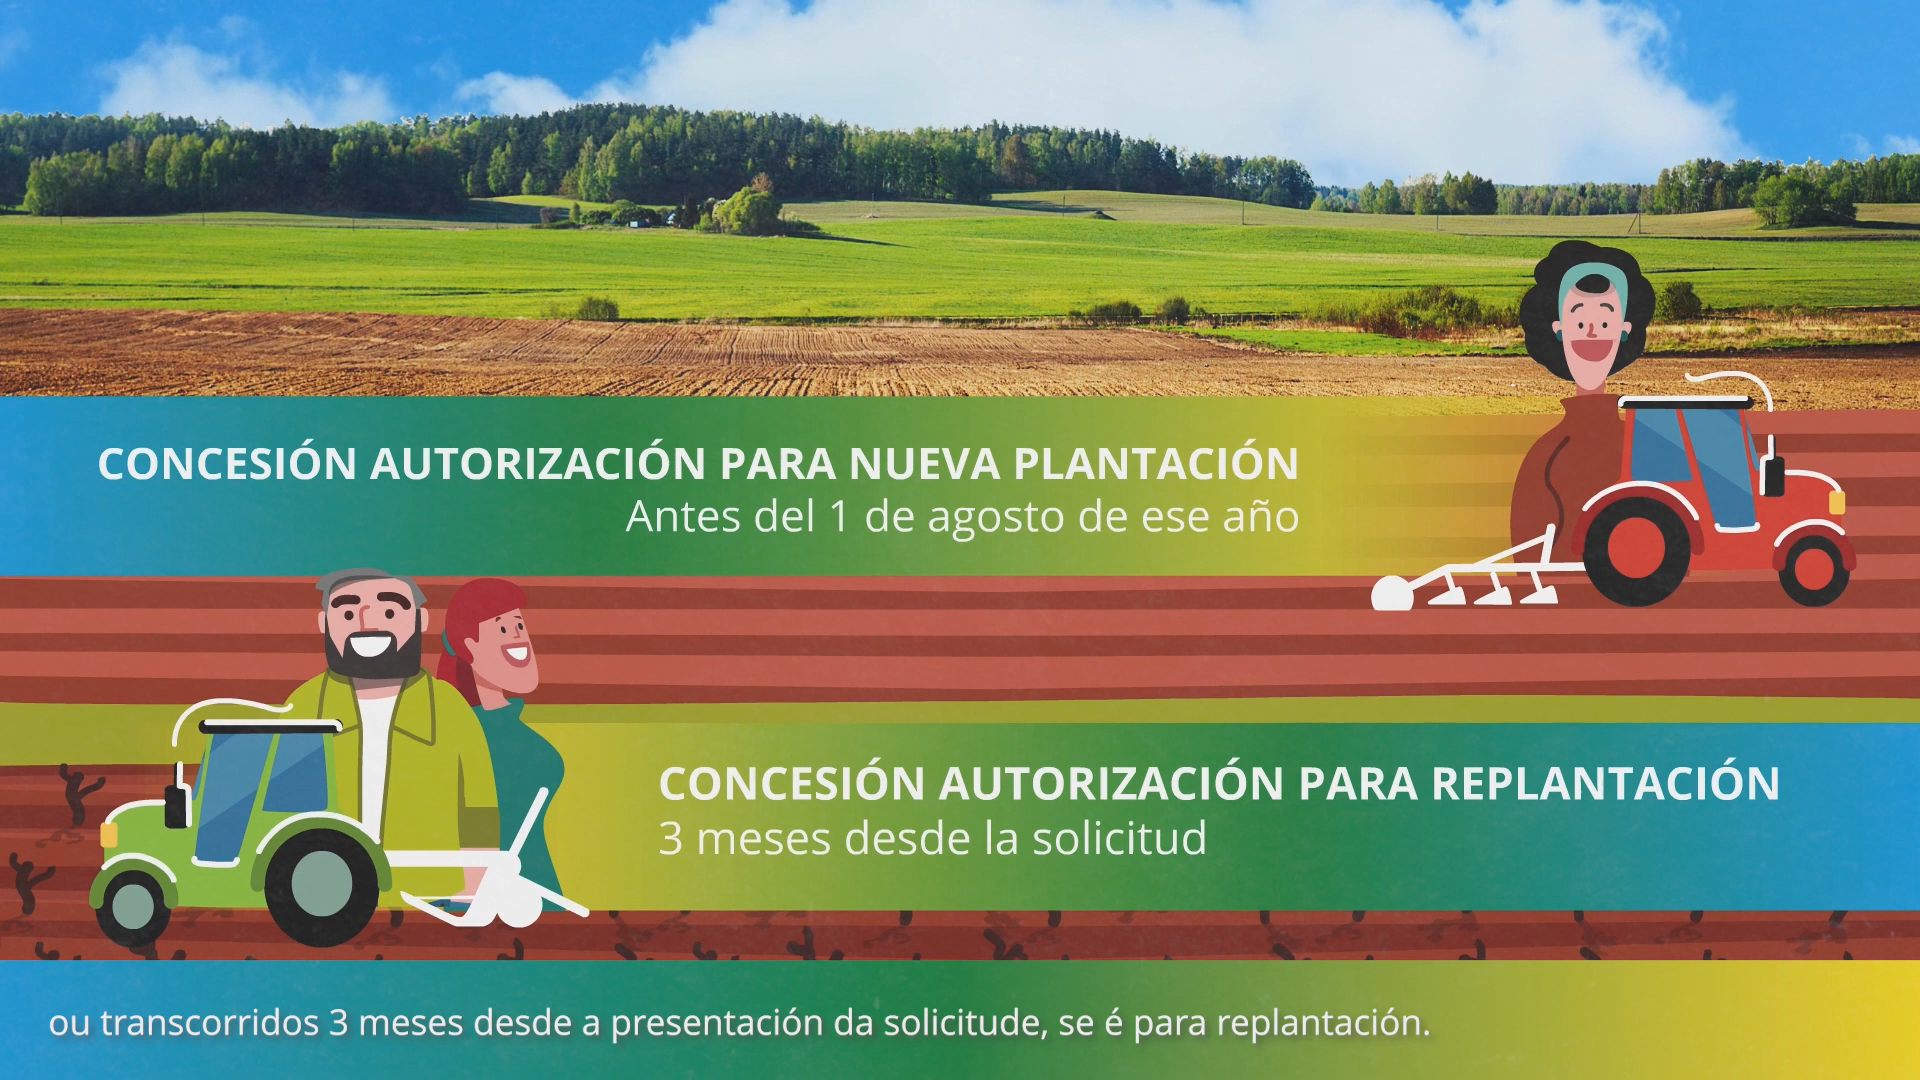 CONCESIÓN AUTORIZACIÓN PARA NUEVA PLANTACIÓN
Antes del 1 de agosto de ese año
CONCESIÓN AUTORIZACIÓN PARA REPLANTACIÓN
3 meses desde la solicitud
ou transcorridos 3 meses desde a presentación da solicitude, se é para replantación.